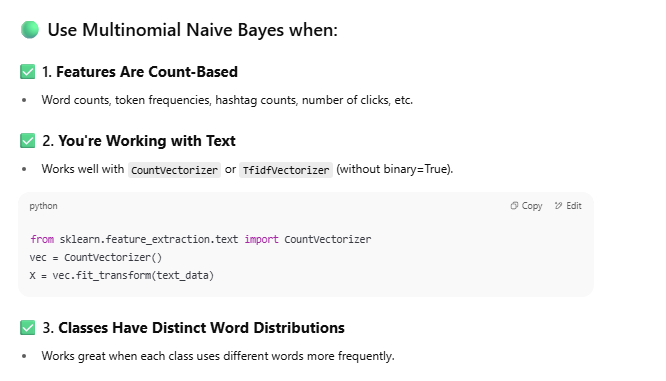 Use Multinomial Naive Bayes when:
1. Features Are Count-Based
• Word counts, token frequencies, hashtag counts, number of clicks, etc.
2. You're Working with Text
• Works well with CountVectorizer or TfidfVectorizer (without binary=True).
python Copy Edit
from sklearn.feature_extraction.text import CountVectorizer
vec = CountVectorizer()
X = vec.fit_transform(text_data)
3. Classes Have Distinct Word Distributions
• Works great when each class uses different words more frequently.